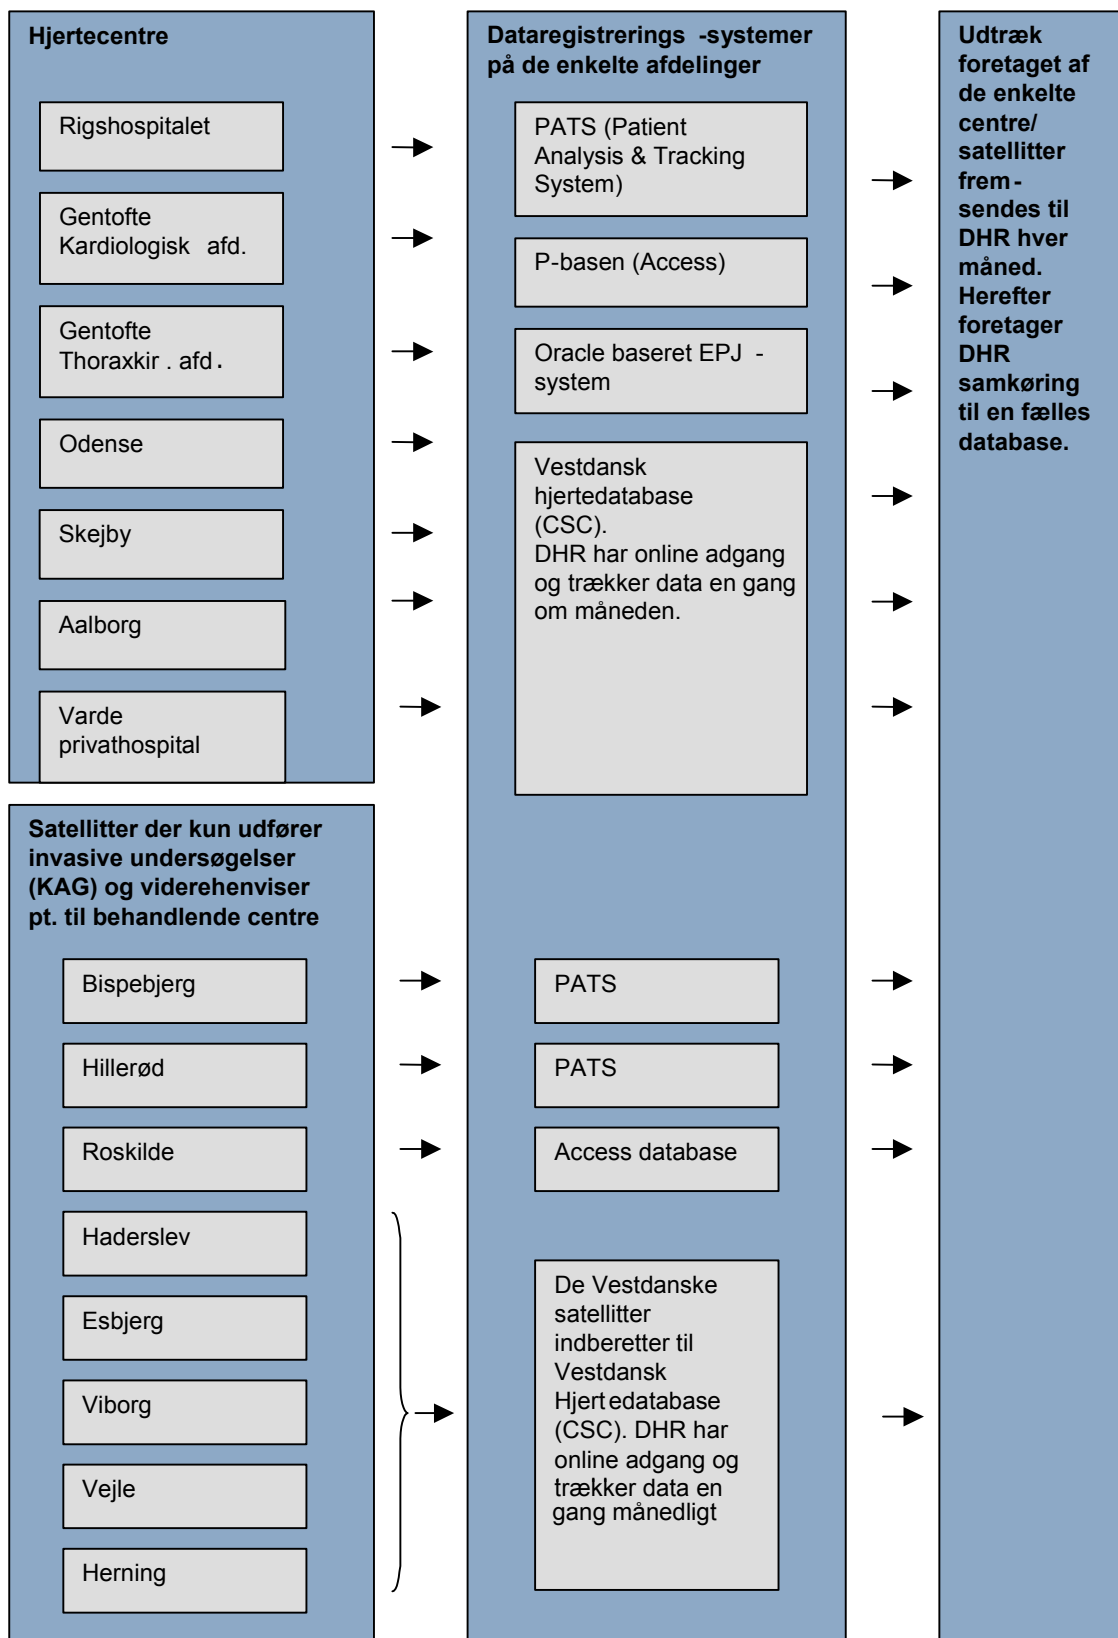 Hjertecentre
Rigshospitalet
Gentofte
Kardiologisk afd.
Gentofte
Thoraxkir . afd.
Odense
Skejby
Aalborg
Varde
privathospital
Satellitter der kun udfører
invasive undersøgelser
(KAG) og viderehenviser
pt. til behandlende centre
Bispebjerg
Hillerød
Roskilde
Haderslev
Esbjerg
Viborg
Vejle
Herning
Dataregistrerings -systemer
på de enkelte afdelinger
PATS (Patient
Analysis & Tracking
System)
P-basen (Access)
Oracle baseret EPJ -
system
Vestdansk
hjertedatabase
(CSC).
DHR har online adgang
og trækker data en gang
om måneden.
PATS
PATS
Access database
De Vestdanske
satellitter
indberetter til
Vestdansk
Hjertedatabase
(CSC). DHR har
online adgang og
trækker data en
gang månedligt
Udtræk
foretaget af
de enkelte
centre/
satellitter
frem-
sendes til
DHR hver
måned.
Herefter
foretager
DHR
samkøring
til en fælles
database.